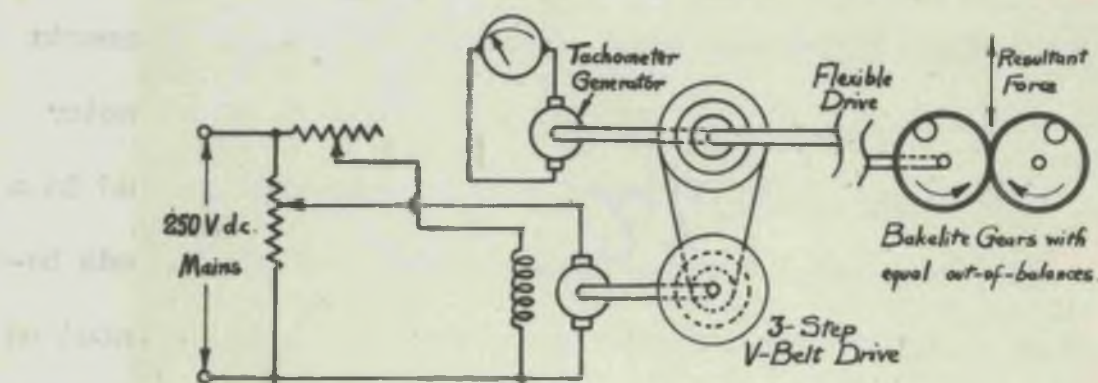 Tachometer
Generator
Flexible
Drive
Resultant
Force
250 V dc.
Mains
Bakelite Gears with
equal out-of-balances.
3-Step
V-Belt Drive